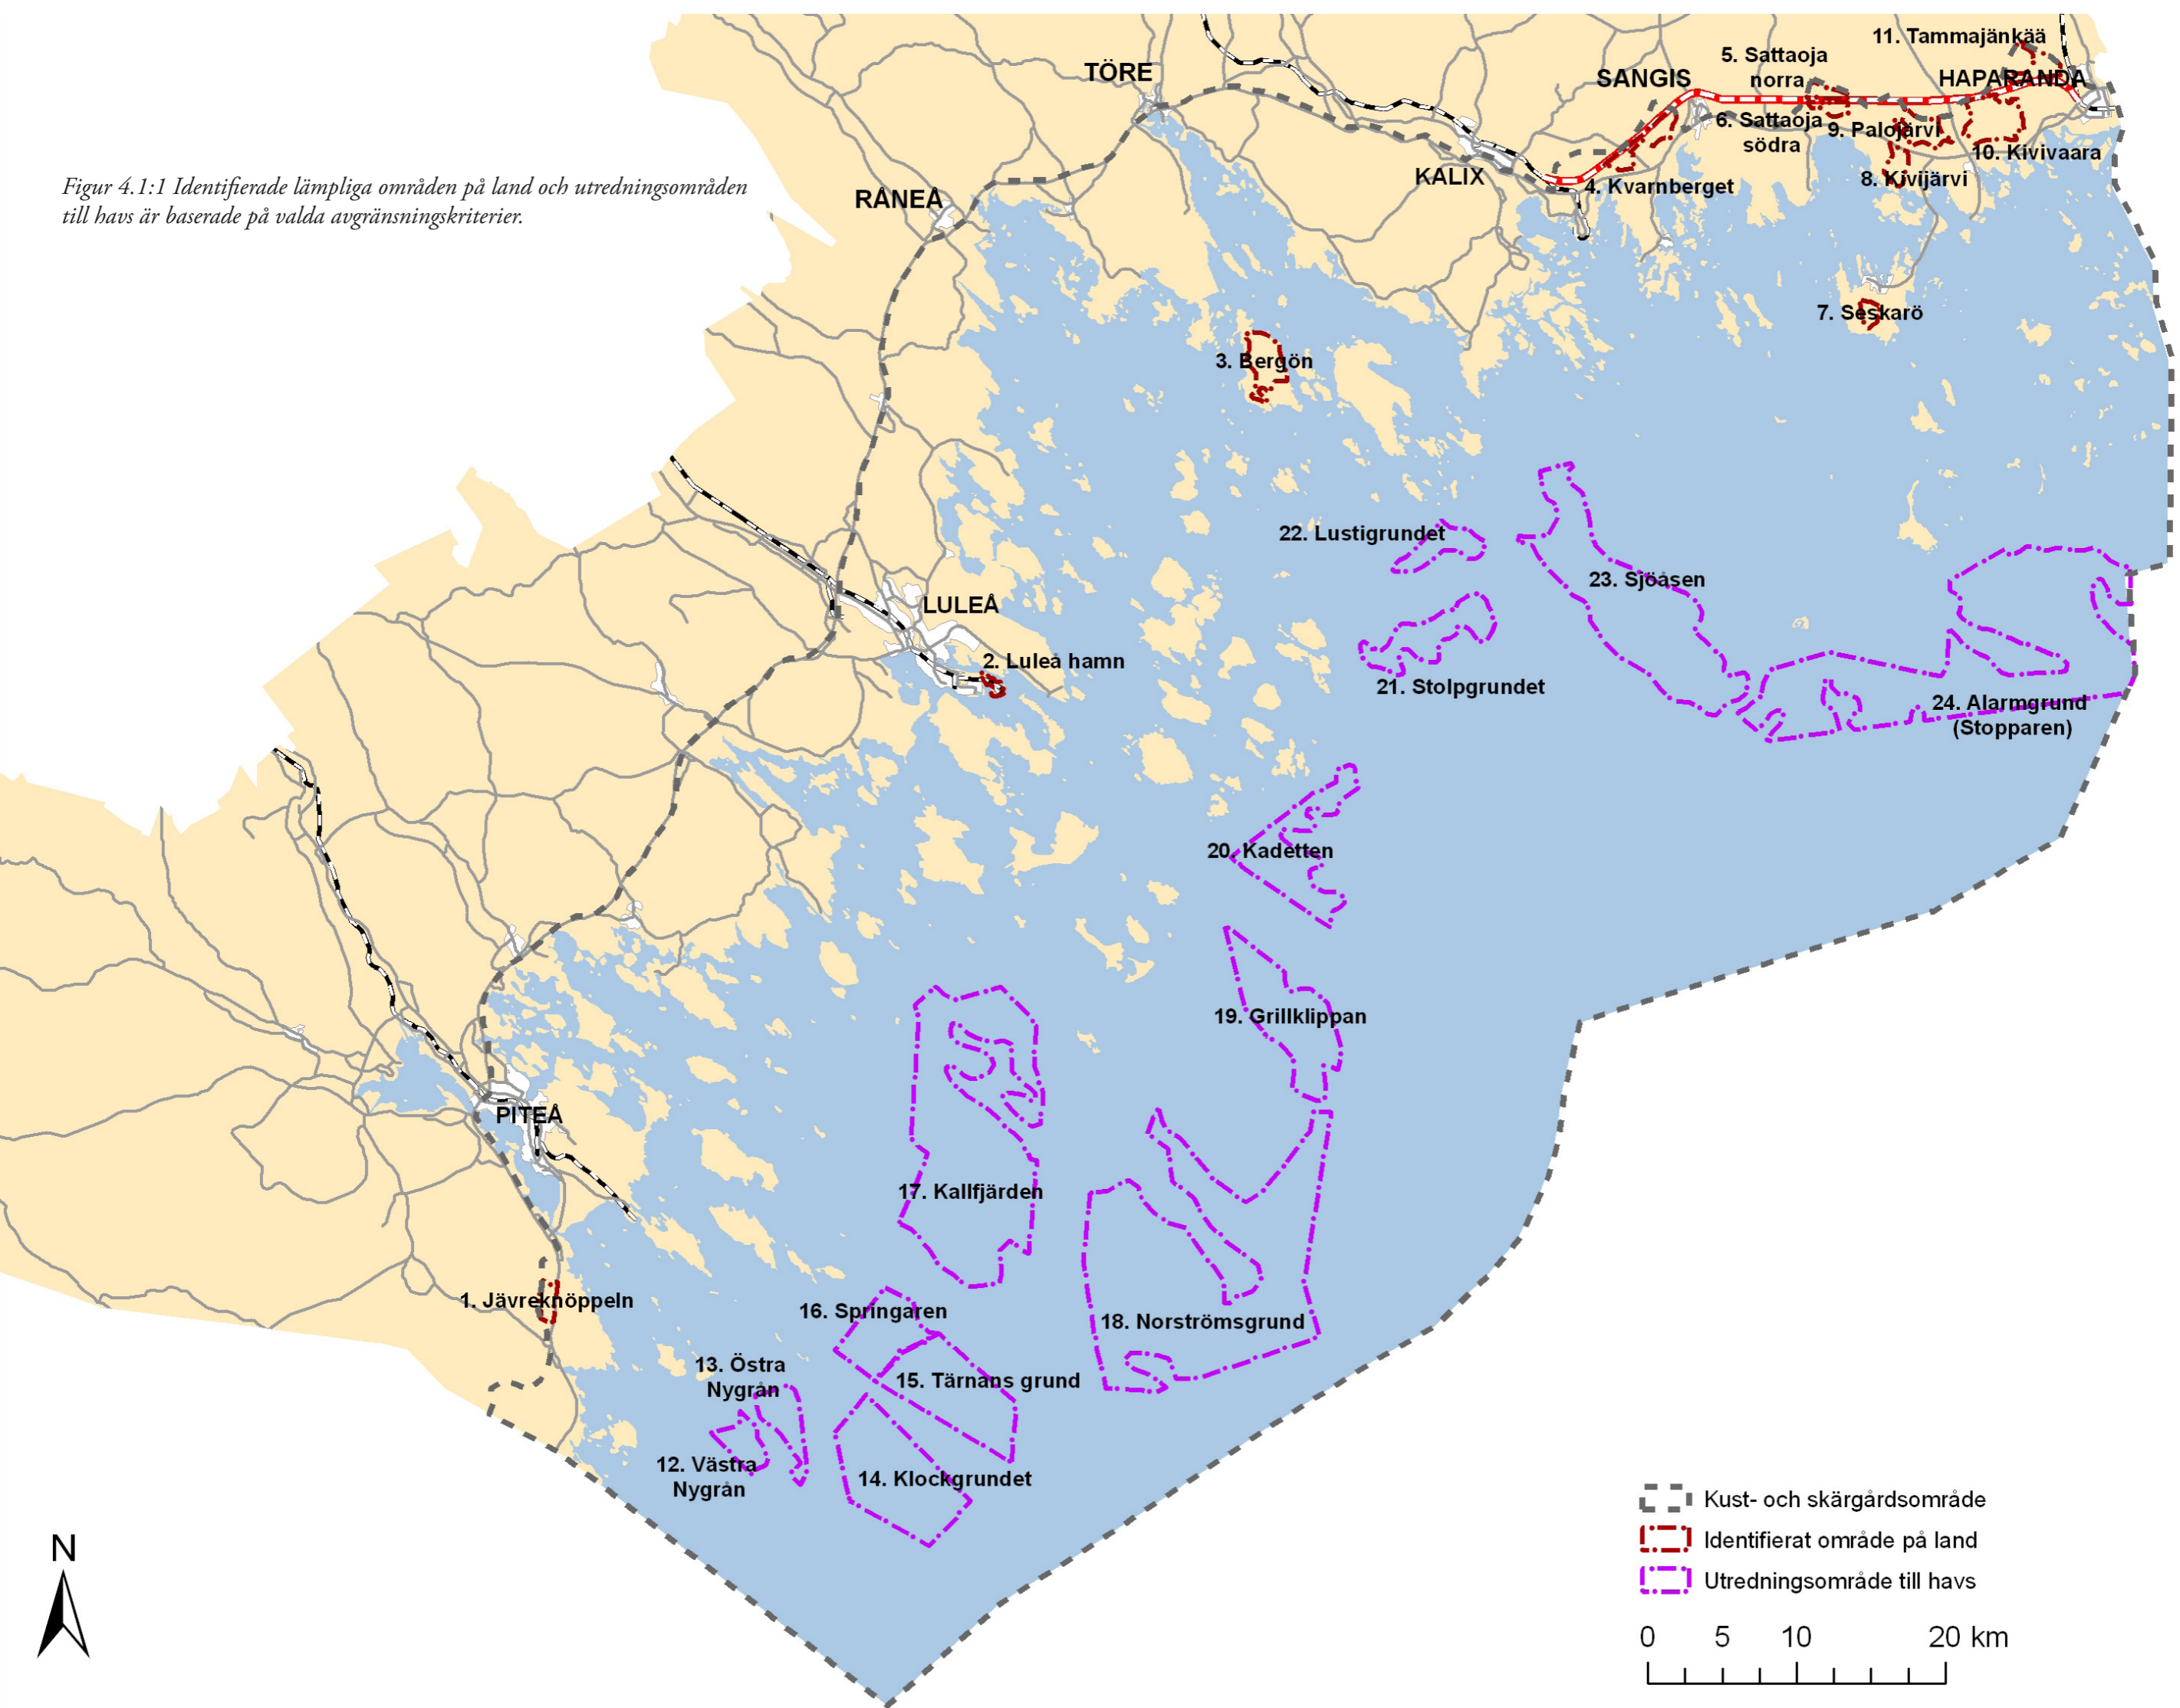 11. Tammajänkää
5. Sattaoja
norra
TÖRE
SANGIS
HAPARANDA
6. Sattaoja
södra
9. Palojärvi
10. Kivivaara
KALIX
4. Kvarnberget
8. Kivijärvi
Figur 4.1:1 Identifierade lämpliga områden på land och utredningsområden
till havs är baserade på valda avgränsningskriterier.
RÅNEÅ
7. Seskarö
3. Bergön
22. Lustigrundet
23. Sjöåsen
LULEÅ
2. Luleå hamn
21. Stolpgrundet
24. Alarmgrund
(Stopparen)
20. Kadetten
19. Grillklippan
PITEÅ
17. Kallfjärden
1. Jävreknöppeln
16. Springaren
18. Norströmsgrund
13. Östra
Nygrån
15. Tärnans grund
12. Västra
Nygrån
14. Klockgrundet
Kust- och skärgårdsområde
Identifierat område på land
Utredningsområde till havs
N
0 5 10 20 km